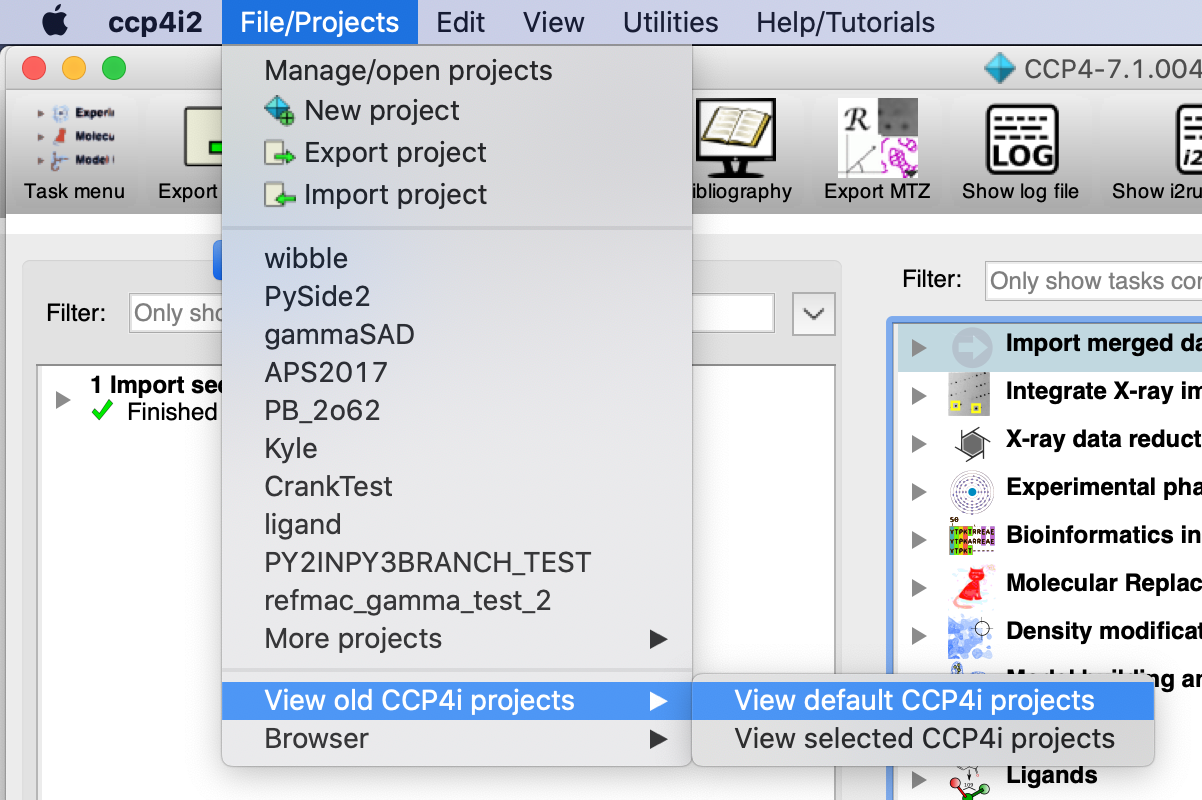 ccp4i2 File/Projects Edit View Utilities Help/Tutorials
CCP4-7.1.004
Manage/open projects
New project
Export project
Import project
wibble
PySide2
gammaSAD
APS2017
PB_2o62
Kyle
CrankTest
ligand
PY2INPY3BRANCH_TEST
refmac_gamma_test_2
More projects
View old CCP4i projects
Browser
View default CCP4i projects
View selected CCP4i projects
Experi
Molecu
Model
Task menu
Export
ibliography
R
Export MTZ
LOG
Show log file
i2
Show i2ru
Filter:
Only sho
1 Import se
Finished
Filter:
Only show tasks co
Import merged da
Integrate X-ray im
X-ray data reduct
Experimental pha
50
Bioinformatics in
Molecular Replac
Density modificat
Model building an
Ligands